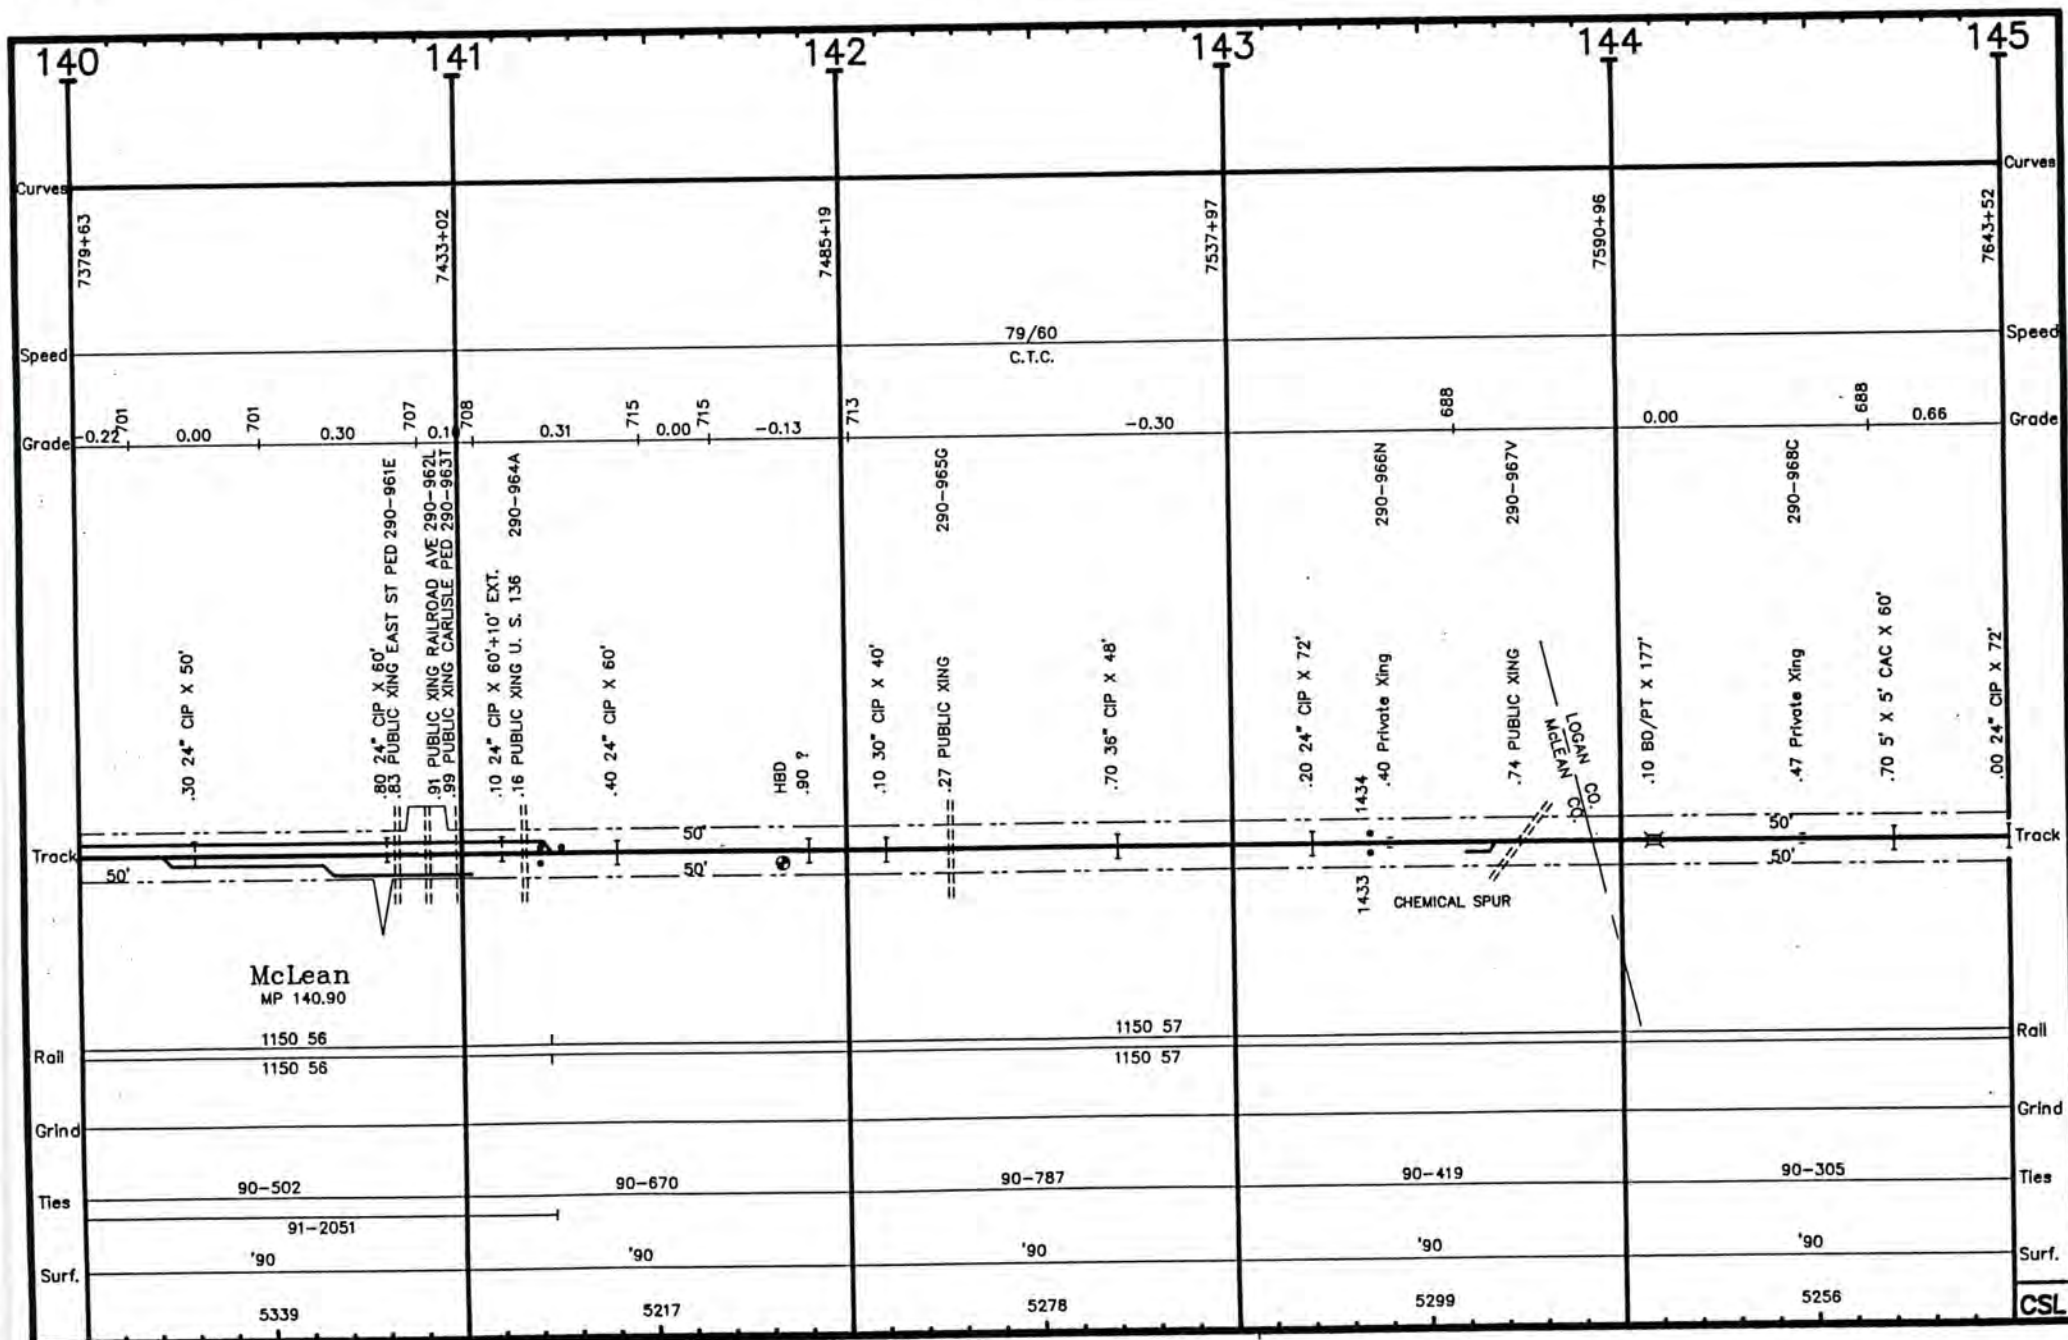 140 141 142 143 144 145
Curves Curves
7379+63 7433+02 7485+19 7537+97 7590+96 7643+52
79/60
Speed Speed
C.T.C.
701 701 707 708 715 715 713 688 688
Grade -0.22 0.00 0.30 0.10 0.31 0.00 -0.13 -0.30 0.00 0.66 Grade
.30 24" CIP X 50'
.80 24" CIP X 60'
.83 PUBLIC XING EAST ST PED 290-961E
.91 PUBLIC XING RAILROAD AVE 290-962L
.99 PUBLIC XING CARLISLE PED 290-963T
.10 24" CIP X 60'+10' EXT.
.16 PUBLIC XING U. S. 136 290-964A
.40 24" CIP X 60'
HBD
.90 ?
.10 30" CIP X 40'
.27 PUBLIC XING 290-965G
.70 36" CIP X 48'
.20 24" CIP X 72'
1433 1434
.40 Private Xing 290-966N
.74 PUBLIC XING 290-967V
LOGAN CO.
McLEAN CO.
.10 BD/PT X 177'
.47 Private Xing 290-968C
.70 5' X 5' CAC X 60'
.00 24" CIP X 72'
50' 50'
Track Track
50' 50' 50'
CHEMICAL SPUR
McLean
MP 140.90
1150 56 1150 57
Rail Rail
1150 56 1150 57
Grind Grind
90-502 90-670 90-787 90-419 90-305
Ties Ties
91-2051
'90 '90 '90 '90 '90
Surf. Surf.
5339 5217 5278 5299 5256
CSL